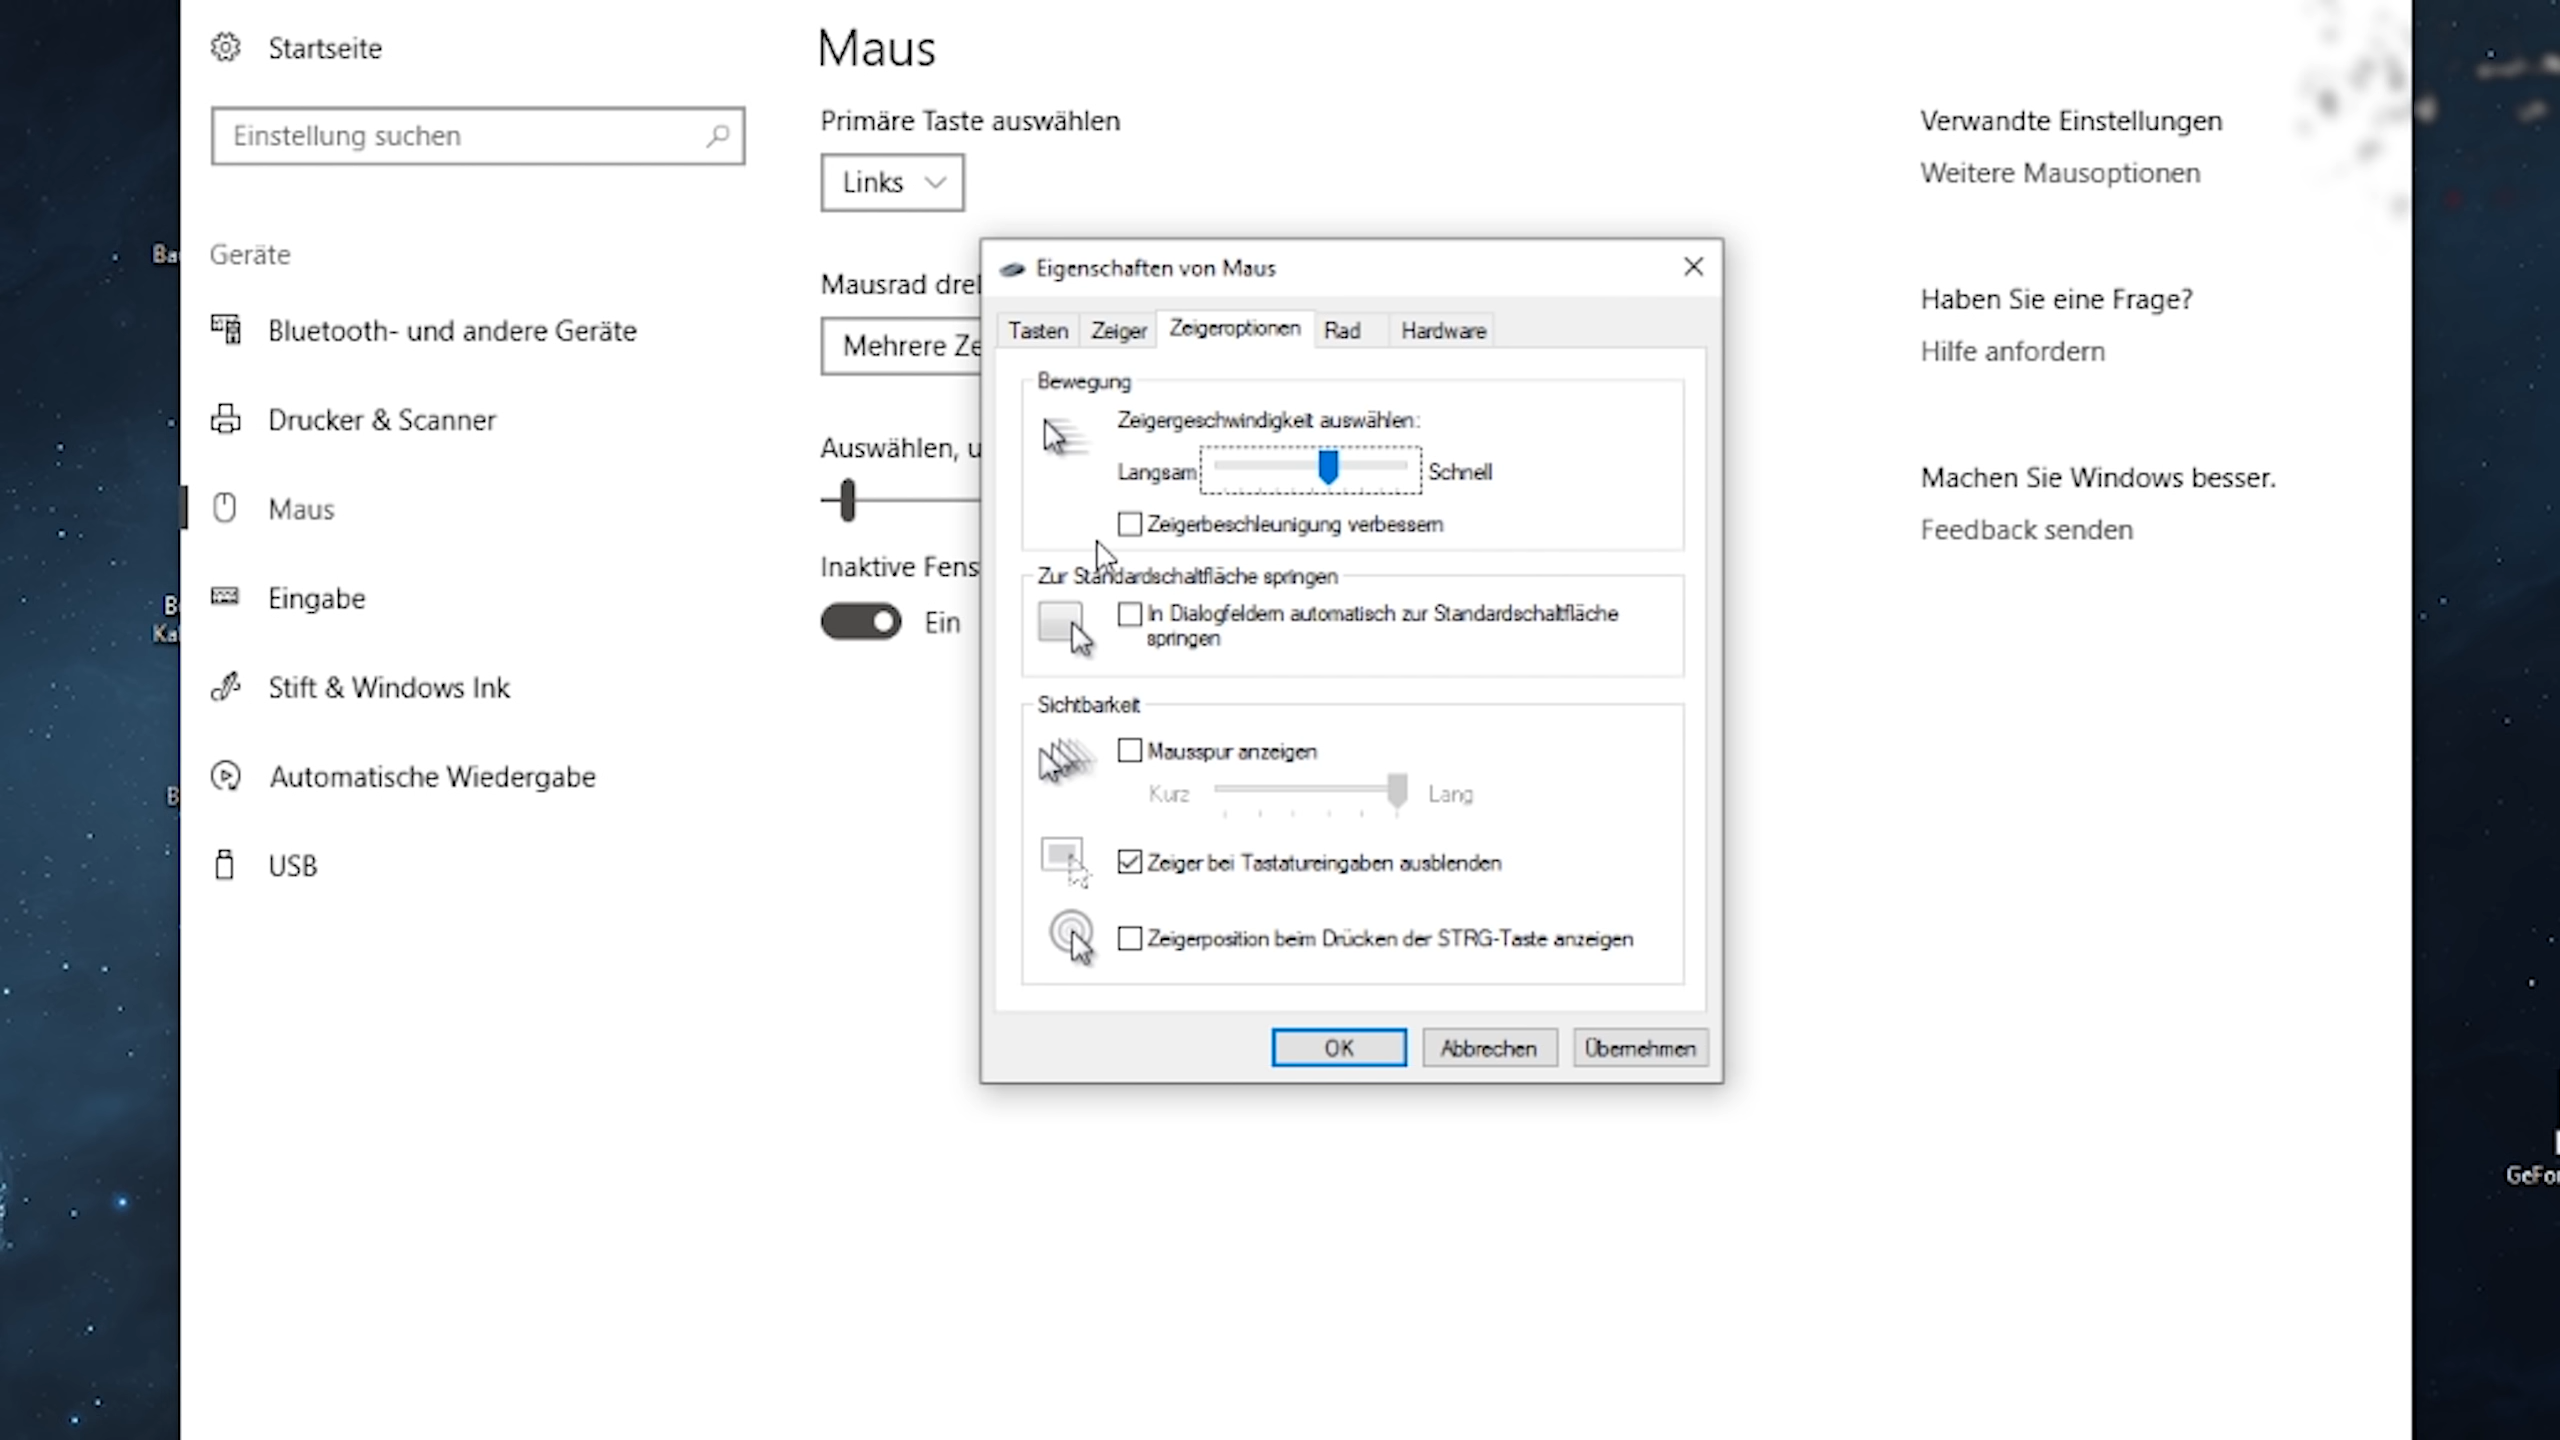 Startseite
Einstellung suchen
Geräte
Bluetooth- und andere Geräte
Drucker & Scanner
Maus
Eingabe
Stift & Windows Ink
Automatische Wiedergabe
USB
Maus
Primäre Taste auswählen
Links
Mausrad
Mehrere
Auswählen,
Inaktive
Ein
Eigenschaften von Maus
Tasten Zeiger Zeigeroptionen Rad Hardware
Bewegung
Zeigergeschwindigkeit auswählen:
Langsam Schnell
Zeigerbeschleunigung verbessern
Zur Standardschaltfläche springen
In Dialogfeldern automatisch zur Standardschaltfläche
springen
Sichtbarkeit
Mausspur anzeigen
Kurz Lang
Zeiger bei Tastatureingaben ausblenden
Zeigerposition beim Drücken der STRG-Taste anzeigen
OK Abbrechen Übernehmen
Verwandte Einstellungen
Weitere Mausoptionen
Haben Sie eine Frage?
Hilfe anfordern
Machen Sie Windows besser.
Feedback senden